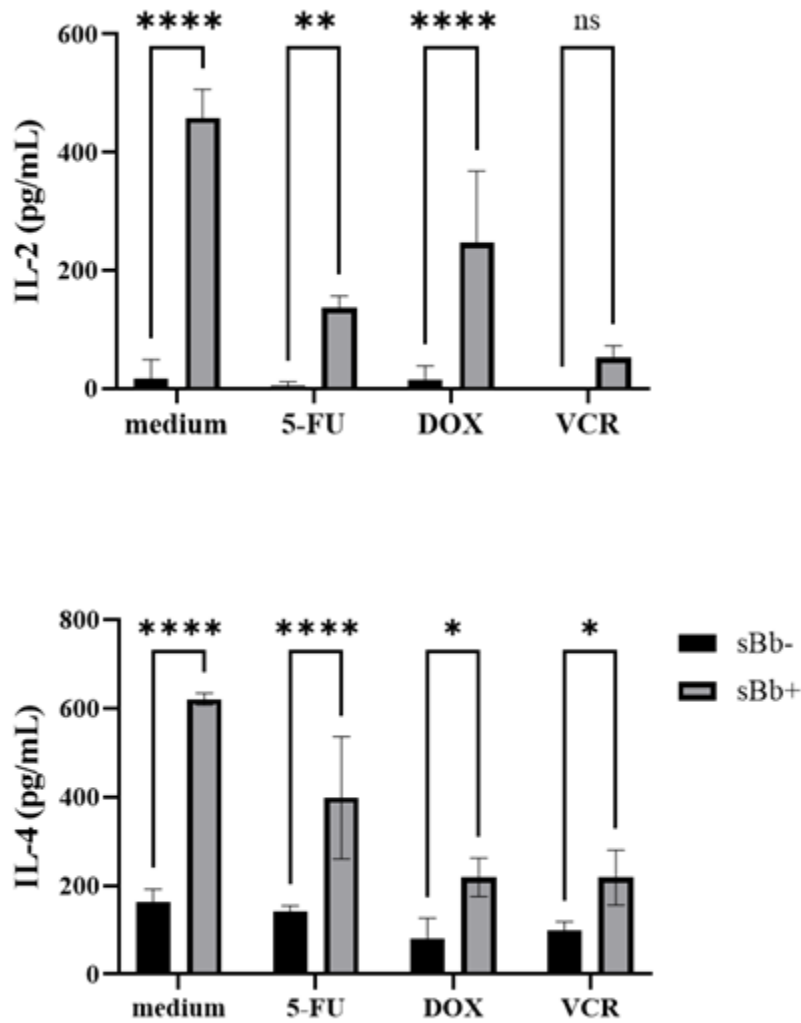 **** ** **** ns
600
400
200
0
IL-2 (pg/mL)
medium 5-FU DOX VCR
**** **** * *
800
600
400
200
0
IL-4 (pg/mL)
medium 5-FU DOX VCR
sBb-
sBb+